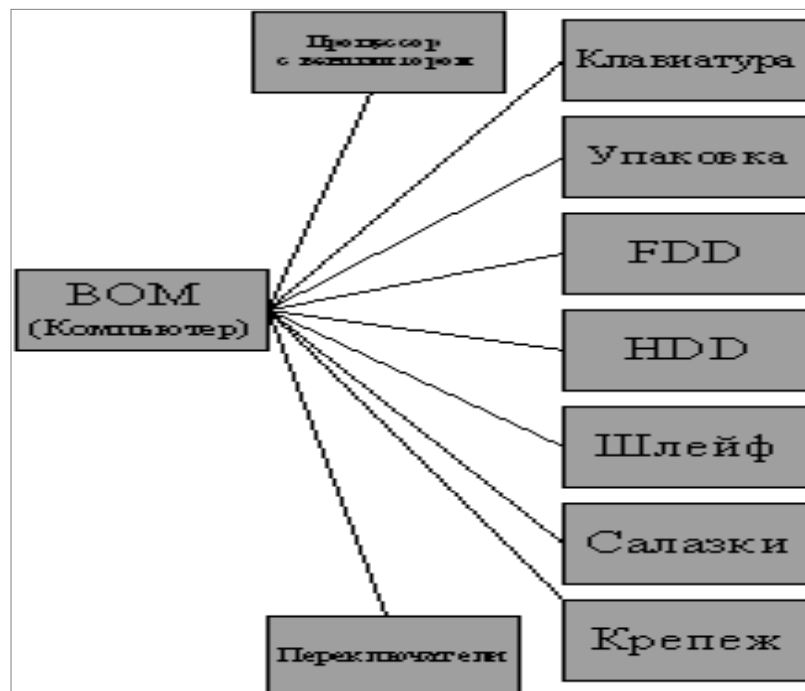 Процессор
с вентилятором
Клавиатура
Упаковка
FDD
BOM
(Компьютер)
HDD
Шлейф
Салазки
Крепеж
Переключатели